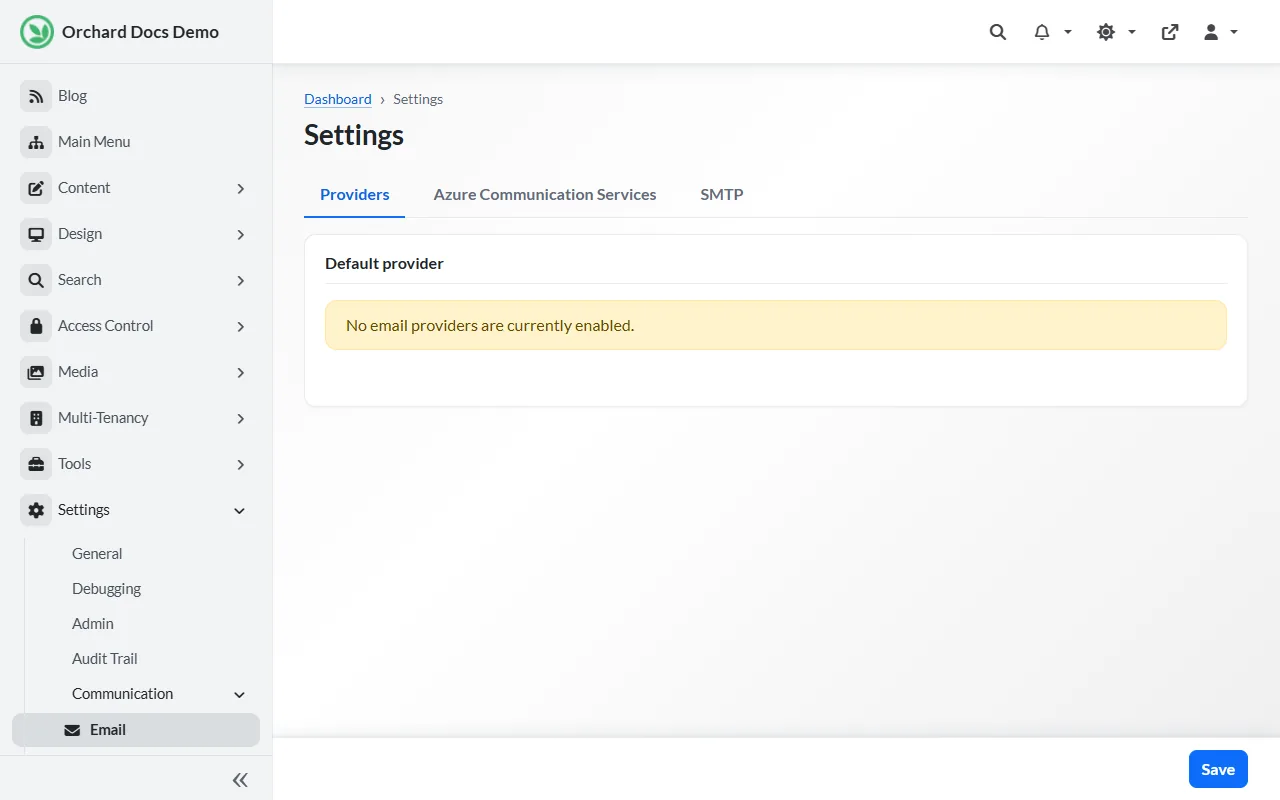 Orchard Docs Demo
Blog
Main Menu
Content
Design
Search
Access Control
Media
Multi-Tenancy
Tools
Settings
General
Debugging
Admin
Audit Trail
Communication
Email
Dashboard › Settings
Settings
Providers Azure Communication Services SMTP
Default provider
No email providers are currently enabled.
Save